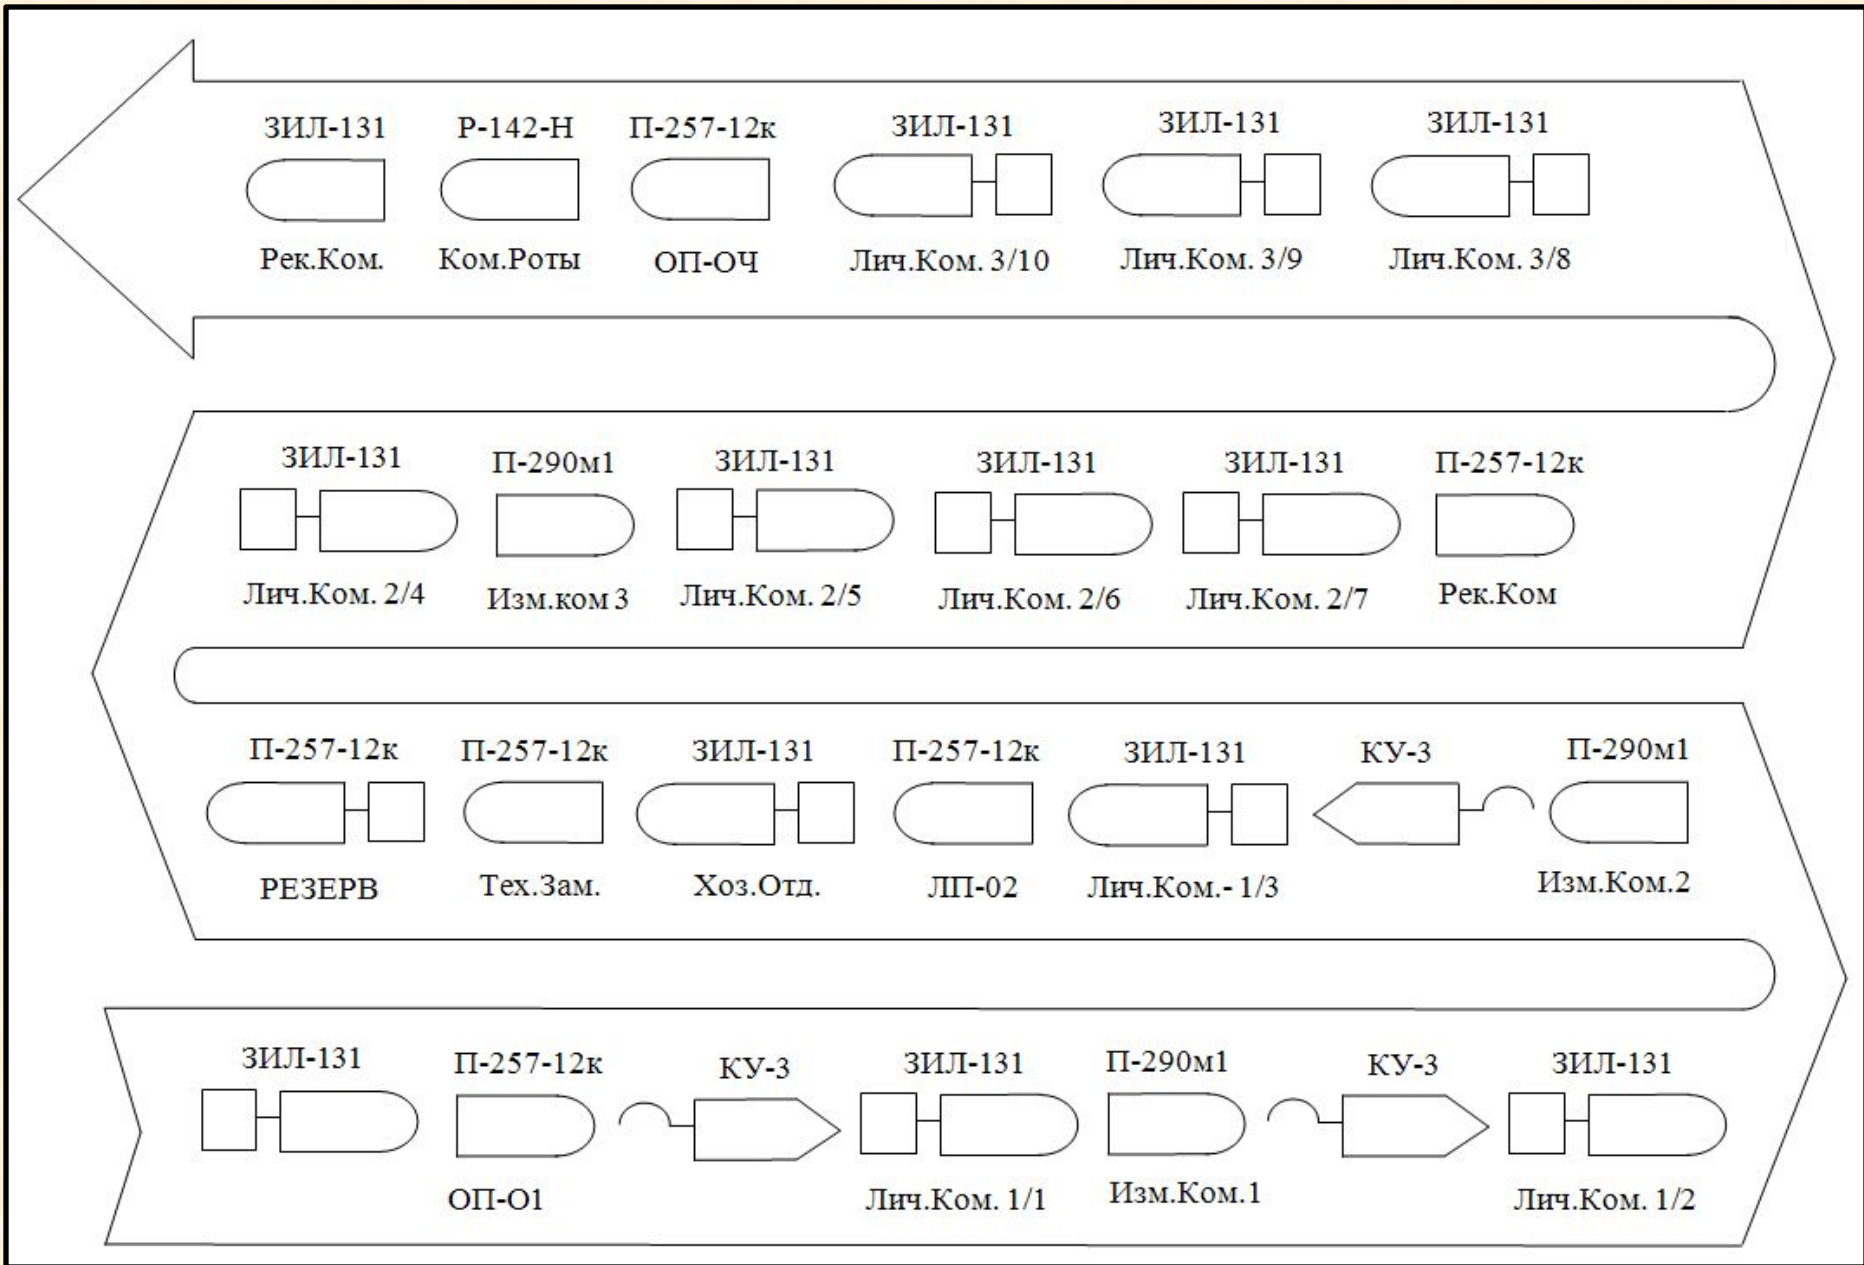 ЗИЛ-131 Р-142-Н П-257-12к ЗИЛ-131 ЗИЛ-131 ЗИЛ-131
Рек.Ком. Ком.Роты ОП-ОЧ Лич.Ком. 3/10 Лич.Ком. 3/9 Лич.Ком. 3/8
ЗИЛ-131 П-290м1 ЗИЛ-131 ЗИЛ-131 ЗИЛ-131 П-257-12к
Лич.Ком. 2/4 Изм.ком 3 Лич.Ком. 2/5 Лич.Ком. 2/6 Лич.Ком. 2/7 Рек.Ком
П-257-12к П-257-12к ЗИЛ-131 П-257-12к ЗИЛ-131 КУ-3 П-290м1
РЕЗЕРВ Тех.Зам. Хоз.Отд. ЛП-02 Лич.Ком.- 1/3 Изм.Ком.2
ЗИЛ-131 П-257-12к КУ-3 ЗИЛ-131 П-290м1 КУ-3 ЗИЛ-131
ОП-О1 Лич.Ком. 1/1 Изм.Ком.1 Лич.Ком. 1/2